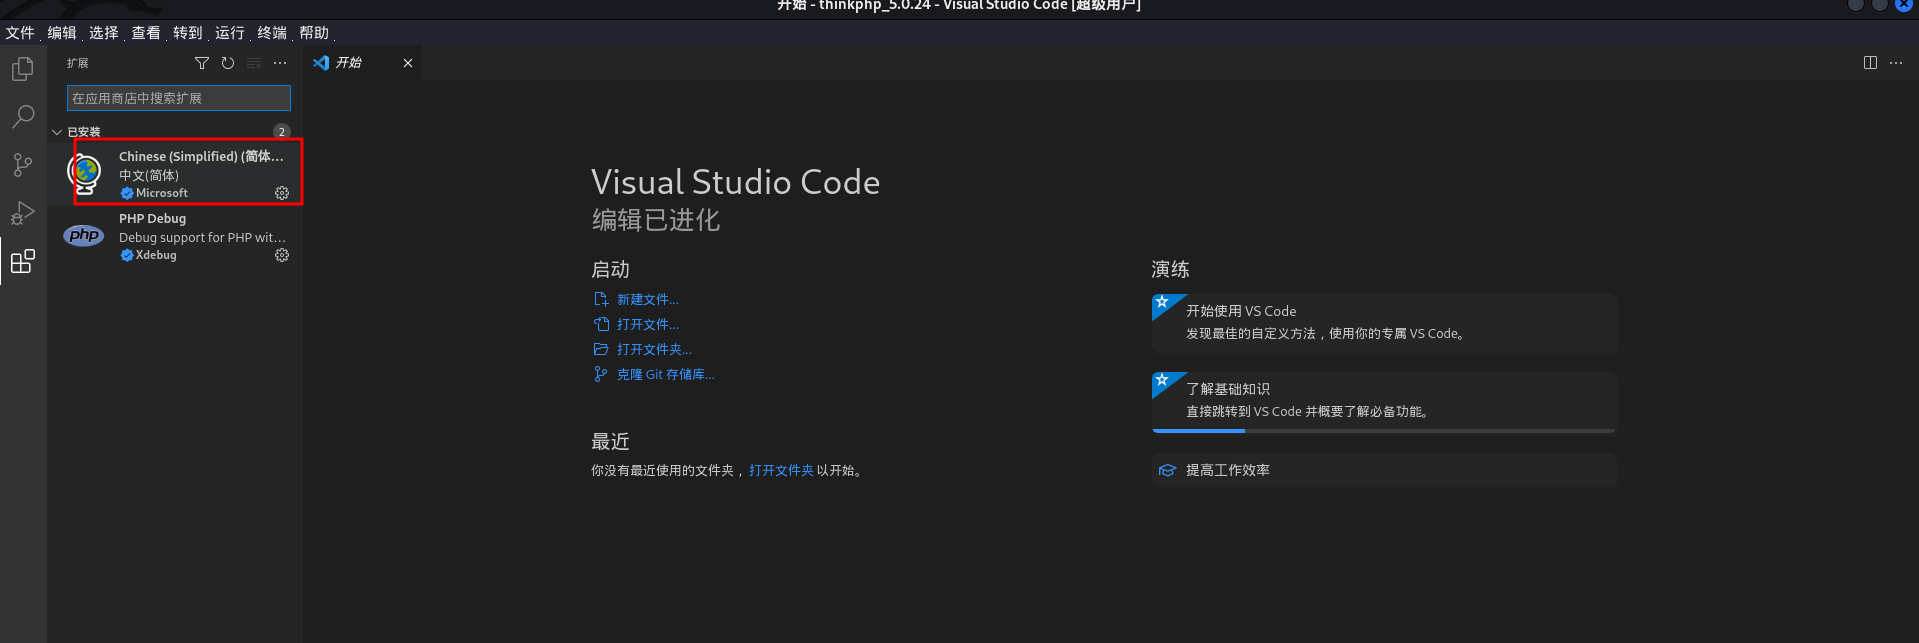 开始 - thinkphp_5.0.24 - Visual Studio Code [超级用户]
文件 编辑 选择 查看 转到 运行 终端 帮助
扩展
开始
在应用商店中搜索扩展
已安装
2
Chinese (Simplified) (简体...
中文(简体)
Microsoft
php
PHP Debug
Debug support for PHP wit...
Xdebug
Visual Studio Code
编辑已进化
启动
新建文件...
打开文件...
打开文件夹...
克隆 Git 存储库...
最近
你没有最近使用的文件夹，打开文件夹 以开始。
演练
开始使用 VS Code
发现最佳的自定义方法，使用你的专属 VS Code。
了解基础知识
直接跳转到 VS Code 并概要了解必备功能。
提高工作效率